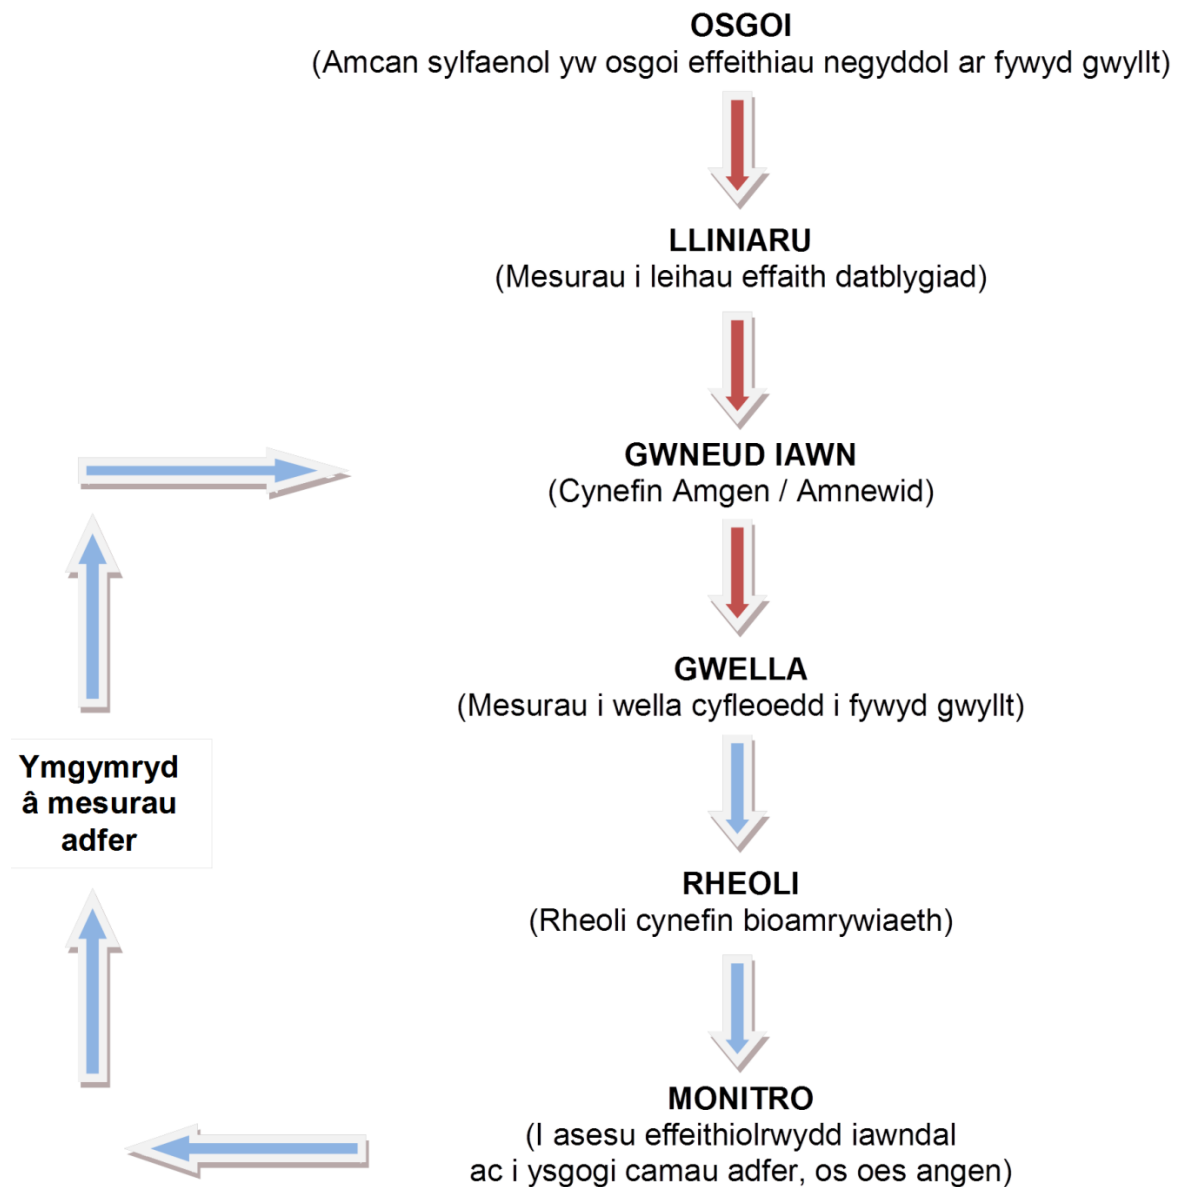 OSGOI
(Amcan sylfaenol yw osgoi effeithiau negyddol ar fywyd gwyllt)
LLINIARU
(Mesurau i leihau effaith datblygiad)
GWNEUD IAWN
(Cynefin Amgen / Amnewid)
GWELLA
(Mesurau i wella cyfleoedd i fywyd gwyllt)
Ymgymryd
â mesurau
adfer
RHEOLI
(Rheoli cynefin bioamrywiaeth)
MONITRO
(I asesu effeithiolrwydd iawndal
ac i ysgogi camau adfer, os oes angen)